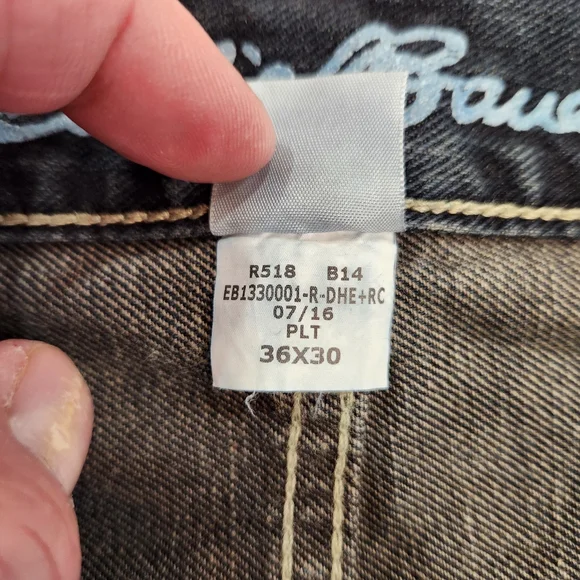 R518 B14
EB1330001-R-DHE+RC
07/16
PLT
36X30